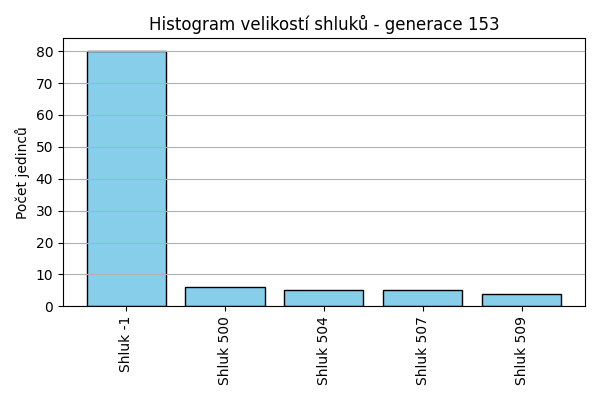 Histogram velikostí shluků - generace 153
Počet jedinců
80
70
60
50
40
30
20
10
0
Shluk -1
Shluk 500
Shluk 504
Shluk 507
Shluk 509